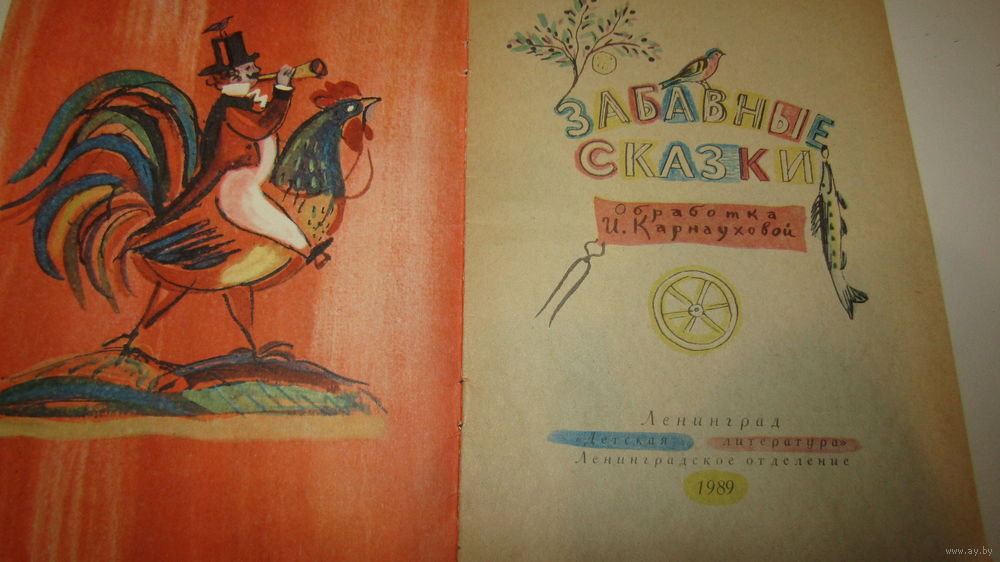 ЗАБАВНЫЕ
СКАЗКИ
Обработка
И. Карнауховой
Ленинград
«Детская литература»
Ленинградское отделение
1989
www.ay.by